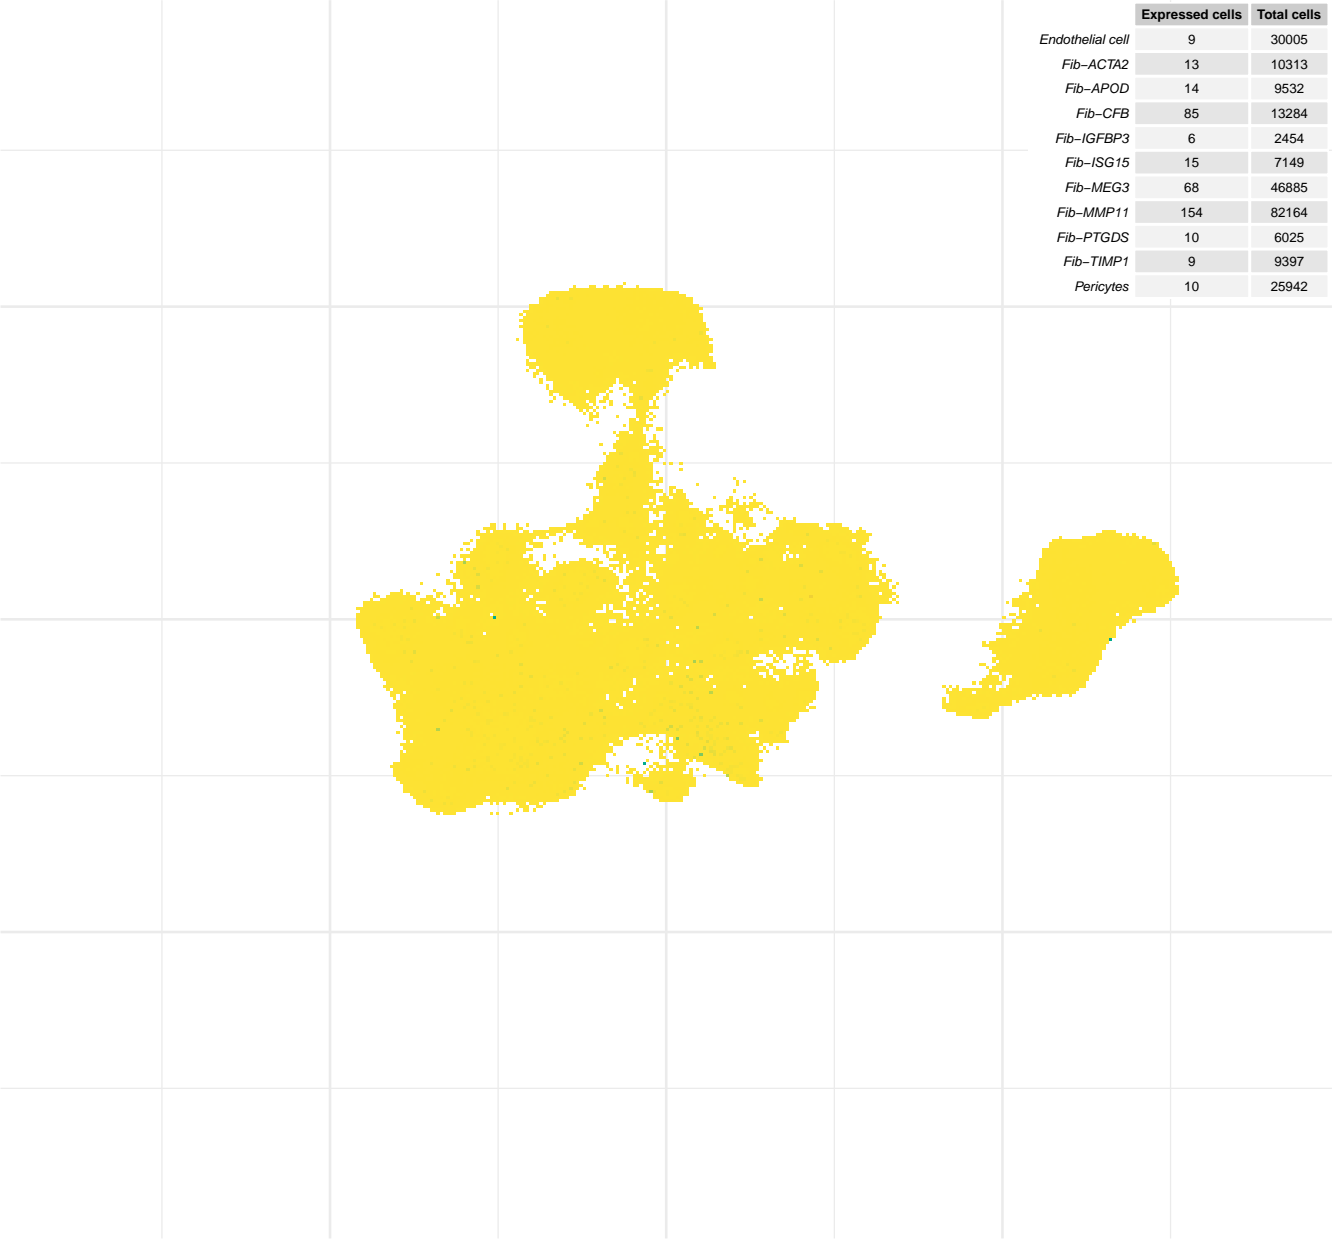 Expressed cells Total cells
Endothelial cell 9 30005
Fib−ACTA2 13 10313
Fib−APOD 14 9532
Fib−CFB 85 13284
Fib−IGFBP3 6 2454
Fib−ISG15 15 7149
Fib−MEG3 68 46885
Fib−MMP11 154 82164
Fib−PTGDS 10 6025
Fib−TIMP1 9 9397
Pericytes 10 25942